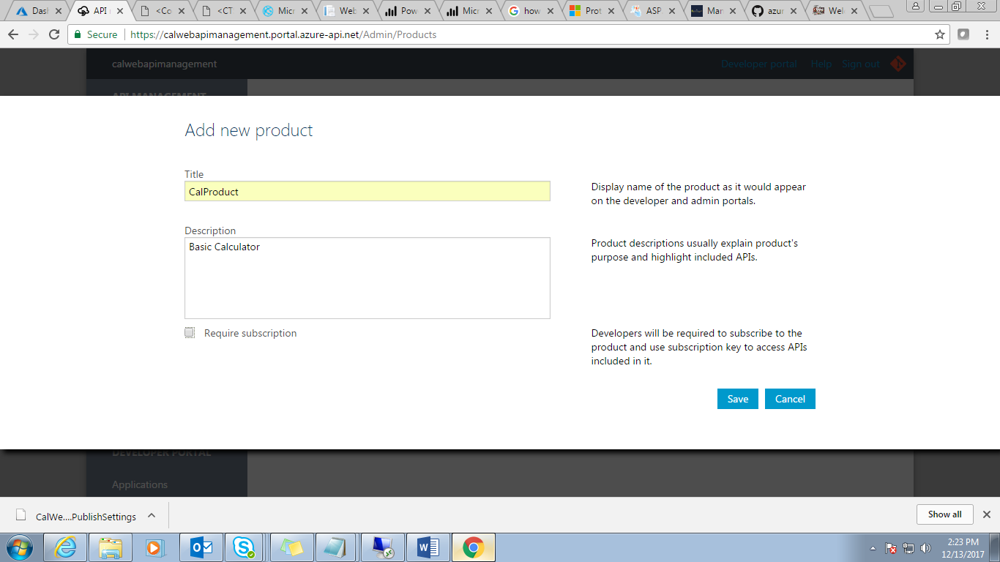 Dash
API
<Co
<CT
Micr
Web
Pow
Micr
how
Prot
ASP
Man
azur
Wel
Secure
https://calwebapimanagement.portal.azure-api.net/Admin/Products
calwebapimanagement
Developer portal
Help
Sign out
API MANAGEMENT
Add new product
Title
CalProduct
Display name of the product as it would appear
on the developer and admin portals.
Description
Basic Calculator
Product descriptions usually explain product's
purpose and highlight included APIs.
Require subscription
Developers will be required to subscribe to the
product and use subscription key to access APIs
included in it.
Save
Cancel
DEVELOPER PORTAL
Applications
CalWe....PublishSettings
Show all
2:23 PM
12/13/2017